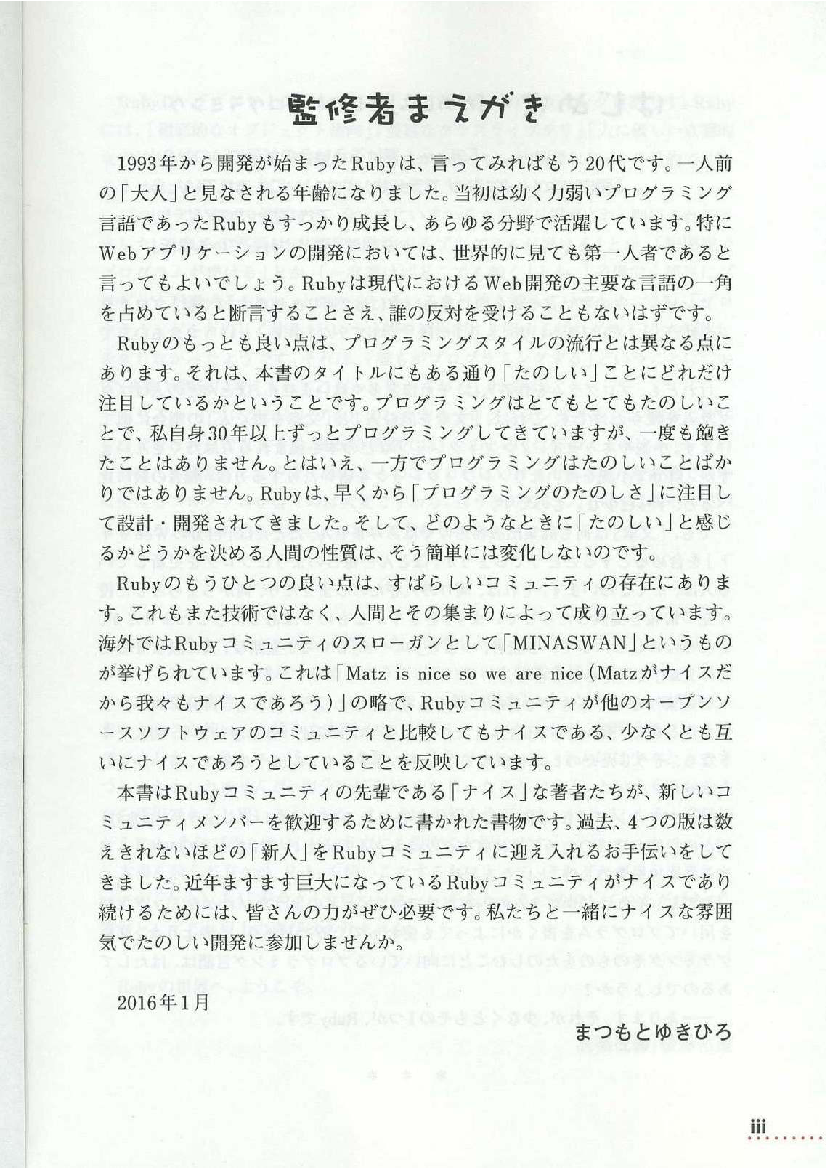 監修者まえがき
1993年から開発が始まったRubyは、言ってみればもう20代です。一人前
の「大人」と見なされる年齢になりました。当初は幼く力弱いプログラミング
言語であったRubyもすっかり成長し、あらゆる分野で活躍しています。特に
Webアプリケーションの開発においては、世界的に見ても第一人者であると
言ってもよいでしょう。Rubyは現代におけるWeb開発の主要な言語の一角
を占めていると断言することさえ、誰の反対を受けることもないはずです。
Rubyのもっとも良い点は、プログラミングスタイルの流行とは異なる点に
あります。それは、本書のタイトルにもある通り「たのしい」ことにどれだけ
注目しているかということです。プログラミングはとてもとてもたのしいこ
とで、私自身30年以上ずっとプログラミングしてきていますが、一度も飽き
たことはありません。とはいえ、一方でプログラミングはたのしいことばか
りではありません。Rubyは、早くから「プログラミングのたのしさ」に注目し
て設計・開発されてきました。そして、どのようなときに「たのしい」と感じ
るかどうかを決める人間の性質は、そう簡単には変化しないのです。
Rubyのもうひとつの良い点は、すばらしいコミュニティの存在にありま
す。これもまた技術ではなく、人間とその集まりによって成り立っています。
海外ではRubyコミュニティのスローガンとして「MINASWAN」というもの
が挙げられています。これは「Matz is nice so we are nice(Matzがナイスだ
から我々もナイスであろう)」の略で、Rubyコミュニティが他のオープンソ
ースソフトウェアのコミュニティと比較してもナイスである、少なくとも互
いにナイスであろうとしていることを反映しています。
本書はRubyコミュニティの先輩である「ナイス」な著者たちが、新しいコ
ミュニティメンバーを歓迎するために書かれた書物です。過去、4つの版は数
えきれないほどの「新人」をRubyコミュニティに迎え入れるお手伝いをして
きました。近年ますます巨大になっているRubyコミュニティがナイスであり
続けるためには、皆さんの力がぜひ必要です。私たちと一緒にナイスな雰囲
気でたのしい開発に参加しませんか。
2016年1月
まつもとゆきひろ
iii